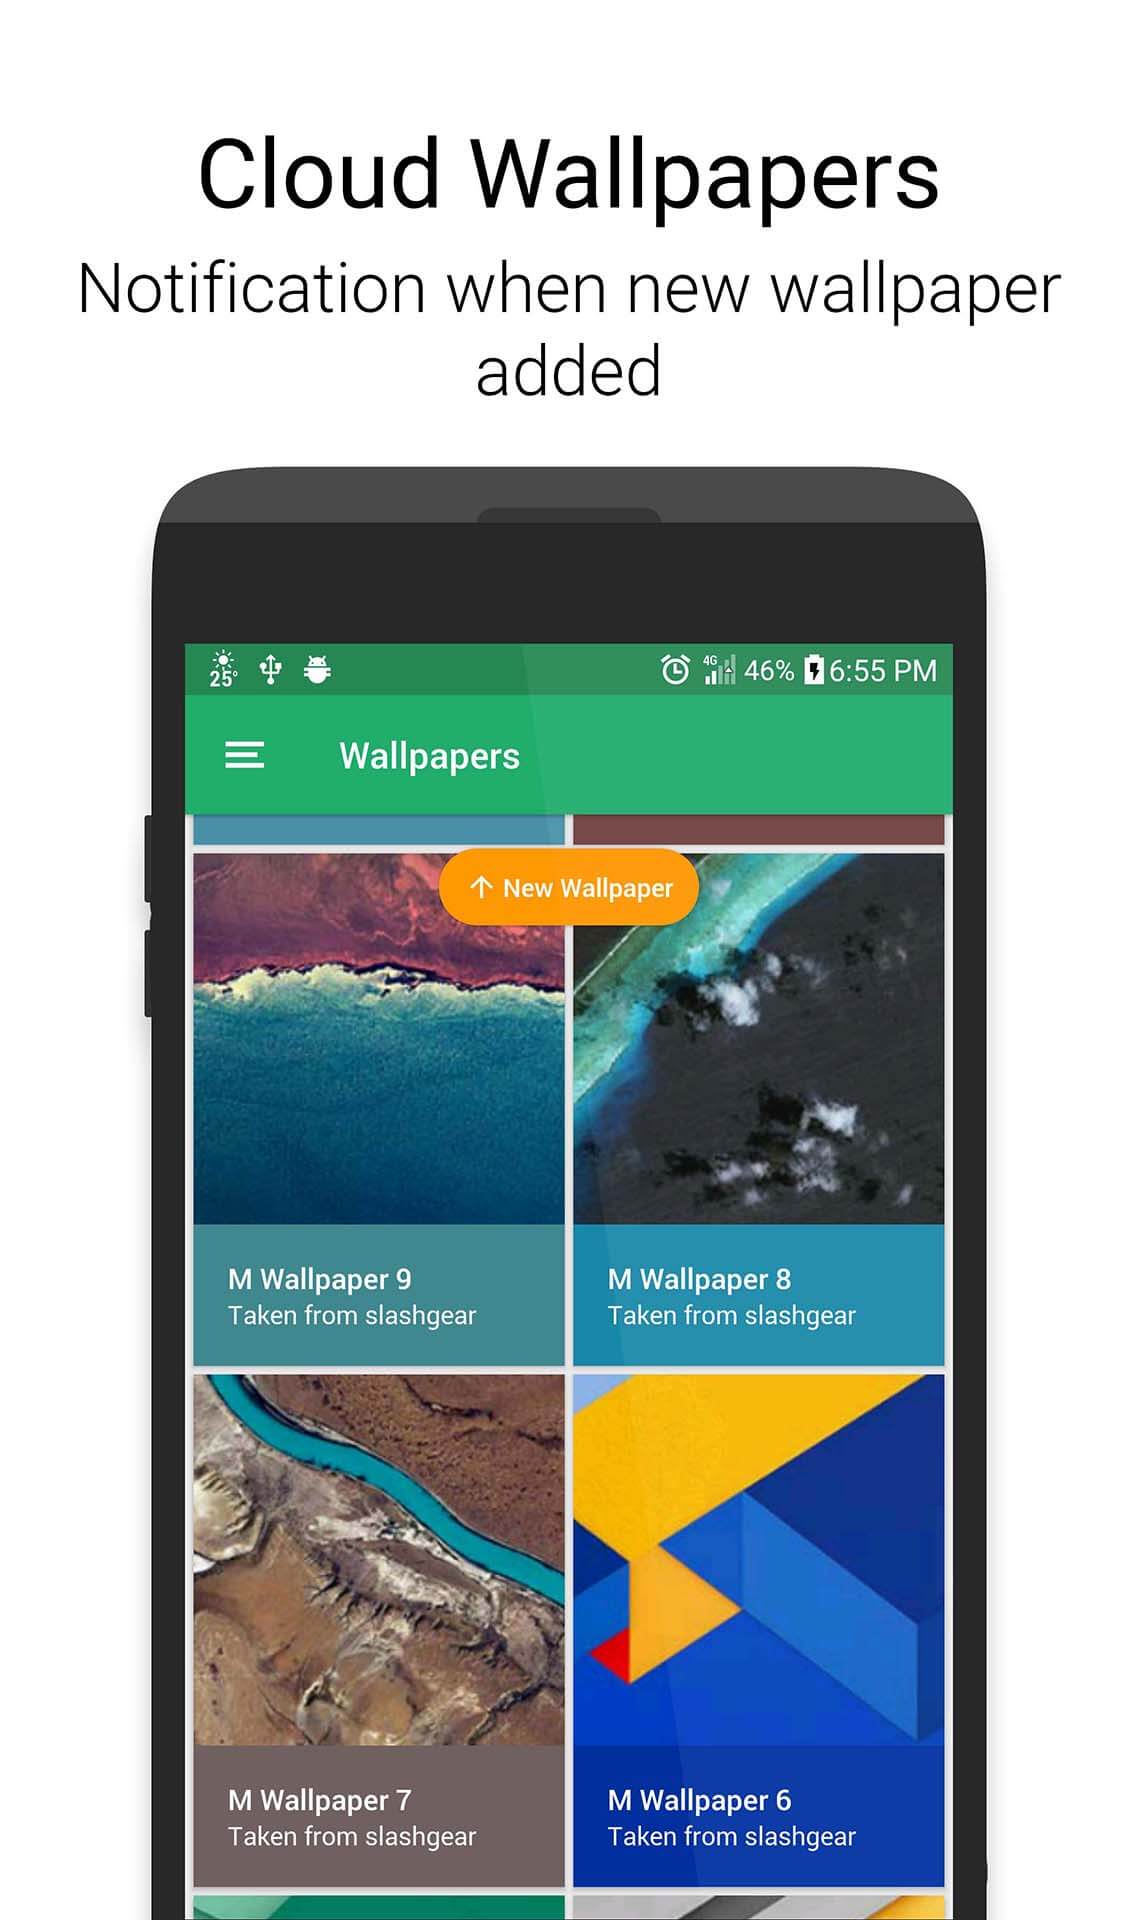 Cloud Wallpapers
Notification when new wallpaper
added
25° 4G 46% 6:55 PM
Wallpapers
New Wallpaper
M Wallpaper 9
Taken from slashgear
M Wallpaper 8
Taken from slashgear
M Wallpaper 7
Taken from slashgear
M Wallpaper 6
Taken from slashgear